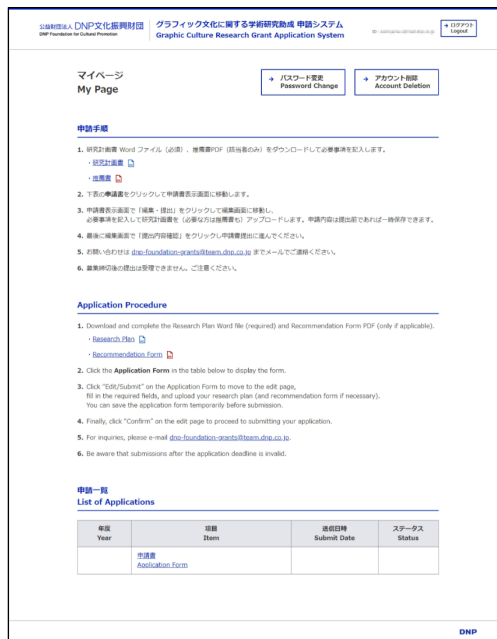 公益財団法人 DNP文化振興財団
DNP Foundation for Cultural Promotion
グラフィック文化に関する学術研究助成 申請システム
Graphic Culture Research Grant Application System
ログアウト
Logout
マイページ
My Page
パスワード変更
Password Change
アカウント削除
Account Deletion
申請手順
1. 研究計画書 Word ファイル（必須）、推薦書PDF（該当者のみ）をダウンロードして必要事項を記入します。
・研究計画書
・推薦書
2. 下表の申請書をクリックして申請書表示画面に移動します。
3. 申請書表示画面で「編集・提出」をクリックして編集画面に移動し、
必要事項を記入して研究計画書を（必要な方は推薦書も）アップロードします。申請内容は提出前であれば一時保存できます。
4. 最後に編集画面で「提出内容確認」をクリックし申請書提出に進んでください。
5. お問い合わせは dnp-foundation-grants@team.dnp.co.jp までメールでご連絡ください。
6. 募集締切後の提出は受理できません。ご注意ください。
Application Procedure
1. Download and complete the Research Plan Word file (required) and Recommendation Form PDF (only if applicable).
・Research Plan
・Recommendation Form
2. Click the Application Form in the table below to display the form.
3. Click "Edit/Submit" on the Application Form to move to the edit page,
fill in the required fields, and upload your research plan (and recommendation form if necessary).
You can save the application form temporarily before submission.
4. Finally, click "Confirm" on the edit page to proceed to submitting your application.
5. For inquiries, please e-mail dnp-foundation-grants@team.dnp.co.jp.
6. Be aware that submissions after the application deadline is invalid.
申請一覧
List of Applications
年度 項目 送信日時 ステータス
Year Item Submit Date Status
申請書
Application Form
DNP